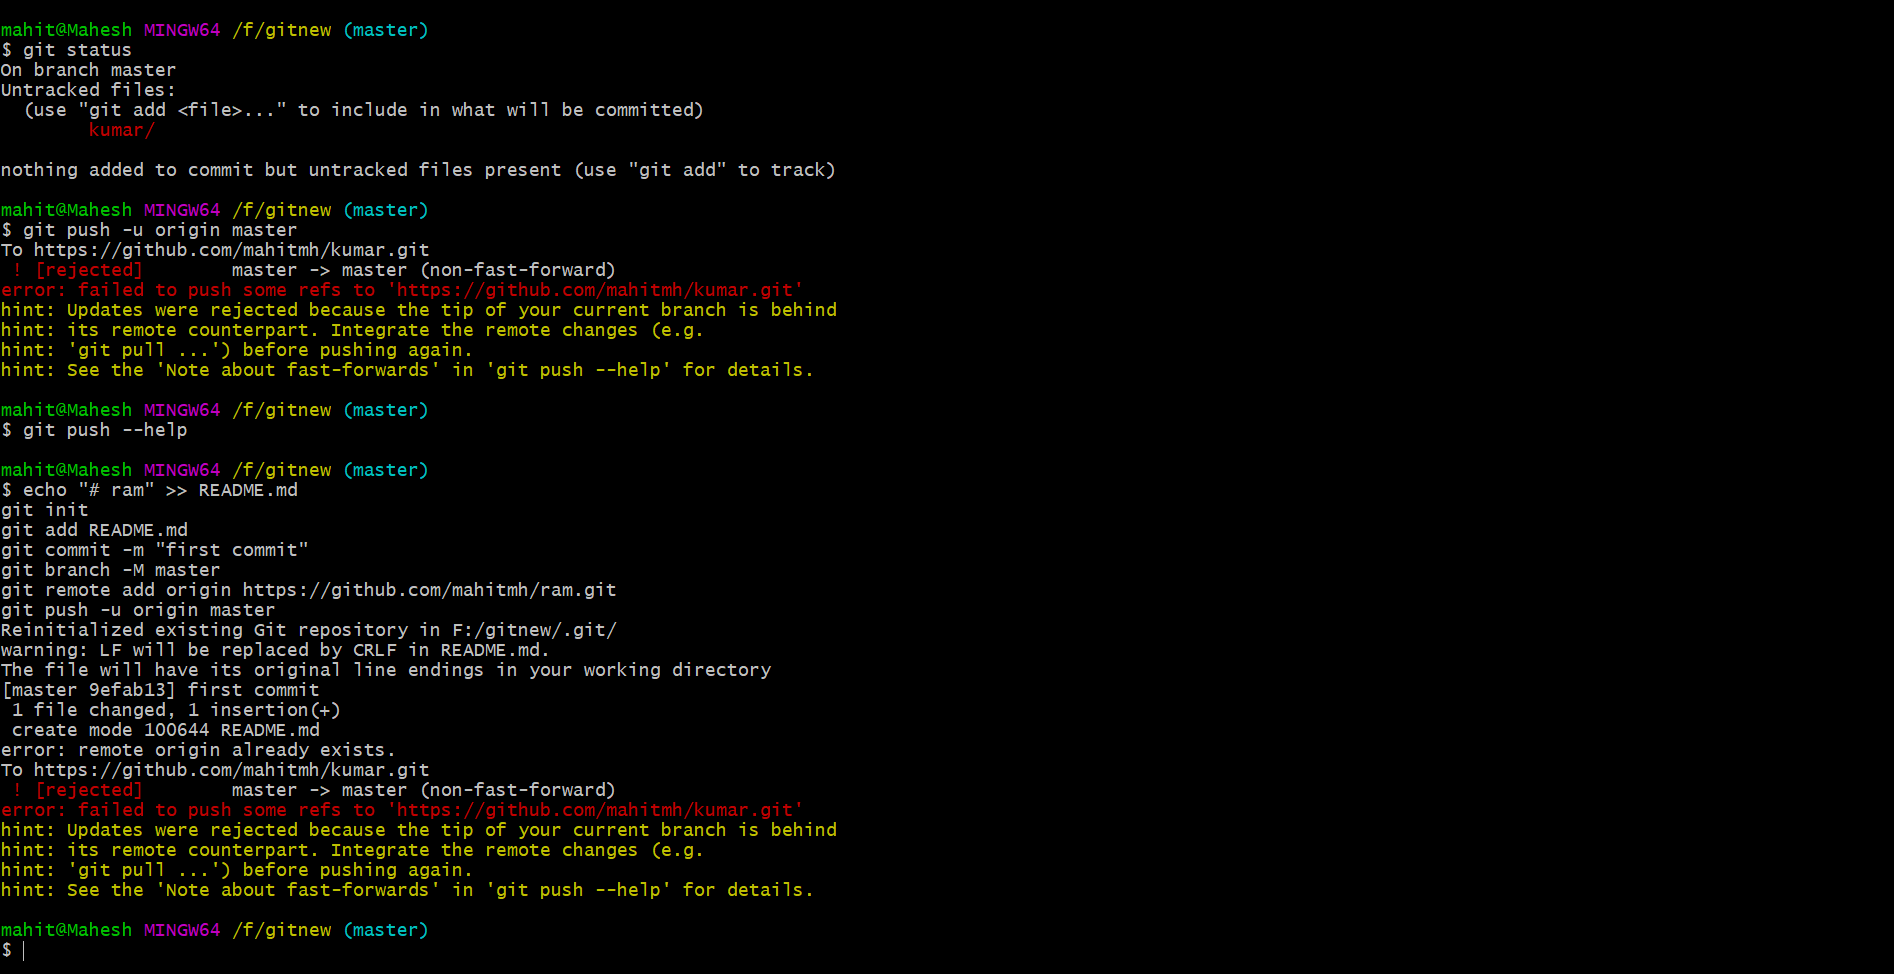 mahit@Mahesh MINGW64 /f/gitnew (master)
$ git status
On branch master
Untracked files:
  (use "git add <file>..." to include in what will be committed)
        kumar/

nothing added to commit but untracked files present (use "git add" to track)

mahit@Mahesh MINGW64 /f/gitnew (master)
$ git push -u origin master
To https://github.com/mahitmh/kumar.git
 ! [rejected]        master -> master (non-fast-forward)
error: failed to push some refs to 'https://github.com/mahitmh/kumar.git'
hint: Updates were rejected because the tip of your current branch is behind
hint: its remote counterpart. Integrate the remote changes (e.g.
hint: 'git pull ...') before pushing again.
hint: See the 'Note about fast-forwards' in 'git push --help' for details.

mahit@Mahesh MINGW64 /f/gitnew (master)
$ git push --help

mahit@Mahesh MINGW64 /f/gitnew (master)
$ echo "# ram" >> README.md
git init
git add README.md
git commit -m "first commit"
git branch -M master
git remote add origin https://github.com/mahitmh/ram.git
git push -u origin master
Reinitialized existing Git repository in F:/gitnew/.git/
warning: LF will be replaced by CRLF in README.md.
The file will have its original line endings in your working directory
[master 9efab13] first commit
 1 file changed, 1 insertion(+)
 create mode 100644 README.md
error: remote origin already exists.
To https://github.com/mahitmh/kumar.git
 ! [rejected]        master -> master (non-fast-forward)
error: failed to push some refs to 'https://github.com/mahitmh/kumar.git'
hint: Updates were rejected because the tip of your current branch is behind
hint: its remote counterpart. Integrate the remote changes (e.g.
hint: 'git pull ...') before pushing again.
hint: See the 'Note about fast-forwards' in 'git push --help' for details.

mahit@Mahesh MINGW64 /f/gitnew (master)
$